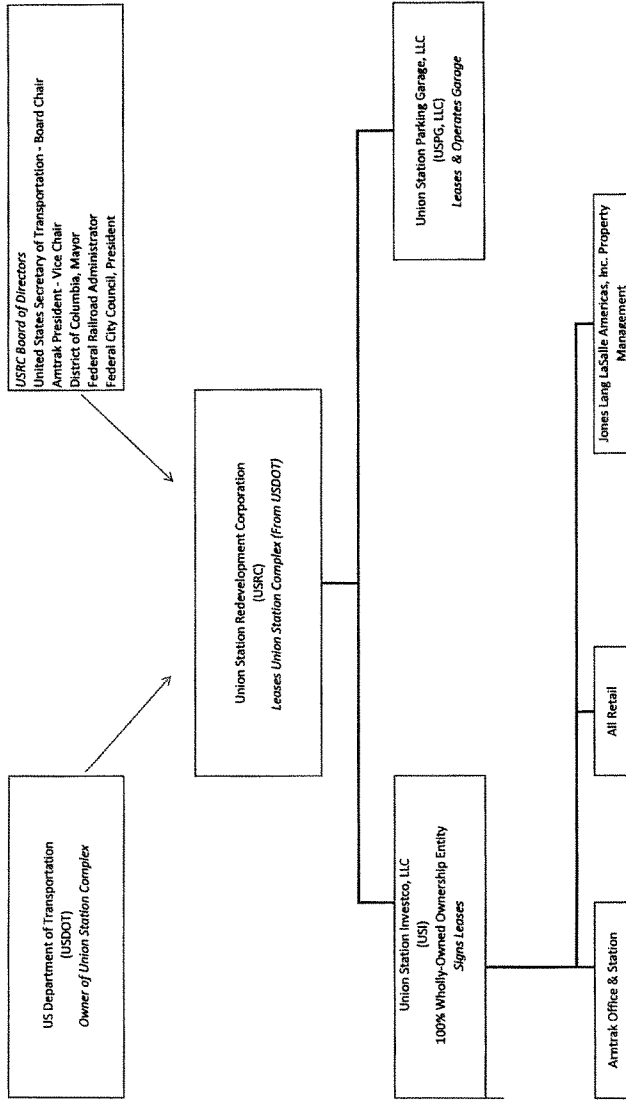 US Department of Transportation
(USDOT)
Owner of Union Station Complex
USRC Board of Directors
United States Secretary of Transportation - Board Chair
Amtrak President - Vice Chair
District of Columbia, Mayor
Federal Railroad Administrator
Federal City Council, President
Union Station Redevelopment Corporation
(USRC)
Leases Union Station Complex (From USDOT)
Union Station Investco, LLC
(USI)
100% Wholly-Owned Ownership Entity
Signs Leases
Union Station Parking Garage, LLC
(USPG, LLC)
Leases & Operates Garage
Amtrak Office & Station
All Retail
Jones Lang LaSalle Americas, Inc. Property
Management